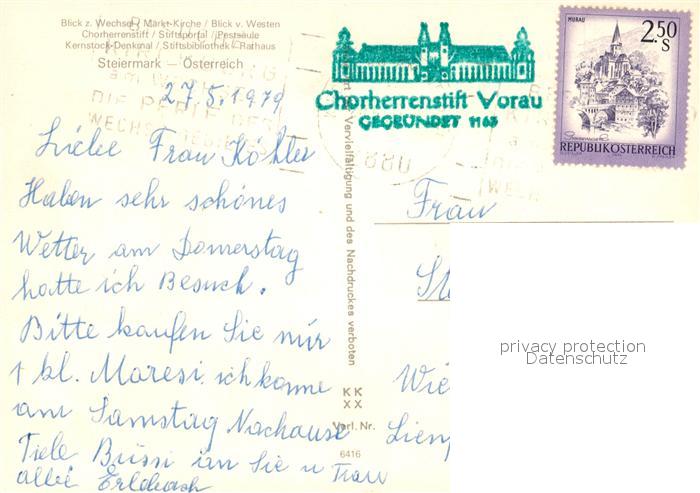 Blick z. Wechsel / Markt-Kirche / Blick v. Westen
Chorherrenstift / Stiftsportal / Pestsäule
Kernstock-Denkmal / Stiftsbibliothek / Rathaus
Steiermark — Österreich
Chorherrenstift Vorau
GEGRÜNDET 1163
MURAU
2.50
S
REPUBLIK ÖSTERREICH
27.5.1979
Liebe Frau Köhler
Haben sehr schönes
Wetter am Donnerstag
hatte ich Besuch.
Bitte kaufen Sie mir
1 kl. Maresi ich komme
am Samstag Nachause
Viele Bussi an Sie u Frau
Vervielfältigung und des Nachdruckes verboten
KK
XX
Verl. Nr.
6416
Frau
Wie
privacy protection
Datenschutz